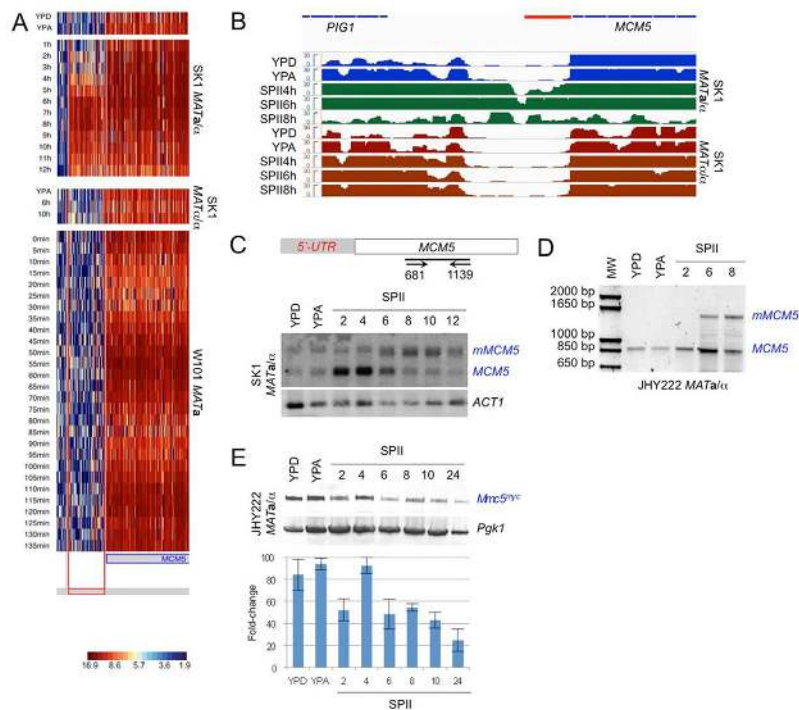 A
YPD
YPA
1h
2h
3h
4h
5h
6h
7h
8h
9h
10h
11h
12h
SK1
MATa/α
YPA
6h
10h
SK1
MATα/α
0min
5min
10min
15min
20min
25min
30min
35min
40min
45min
50min
55min
60min
65min
70min
75min
80min
85min
90min
95min
100min
105min
110min
115min
120min
125min
130min
135min
W101 MATa
MCM5
16.9 8.6 5.7 3.6 1.9
B
PIG1 MCM5
YPD
YPA
SPII4h
SPII6h
SPII8h
SK1
MATa/α
YPD
YPA
SPII4h
SPII6h
SPII8h
SK1
MATα/α
C
5'-UTR MCM5
681 1139
SPII
YPD YPA 2 4 6 8 10 12
SK1
MATa/α
mMCM5
MCM5
ACT1
D
SPII
MW YPD YPA 2 6 8
2000 bp
1650 bp
1000 bp
850 bp
650 bp
mMCM5
MCM5
JHY222 MATa/α
E
SPII
YPD YPA 2 4 6 8 10 24
JHY222
MATa/α
Mmc5myc
Pgk1
Fold-change
100
80
60
40
20
0
YPD YPA 2 4 6 8 10 24
SPII